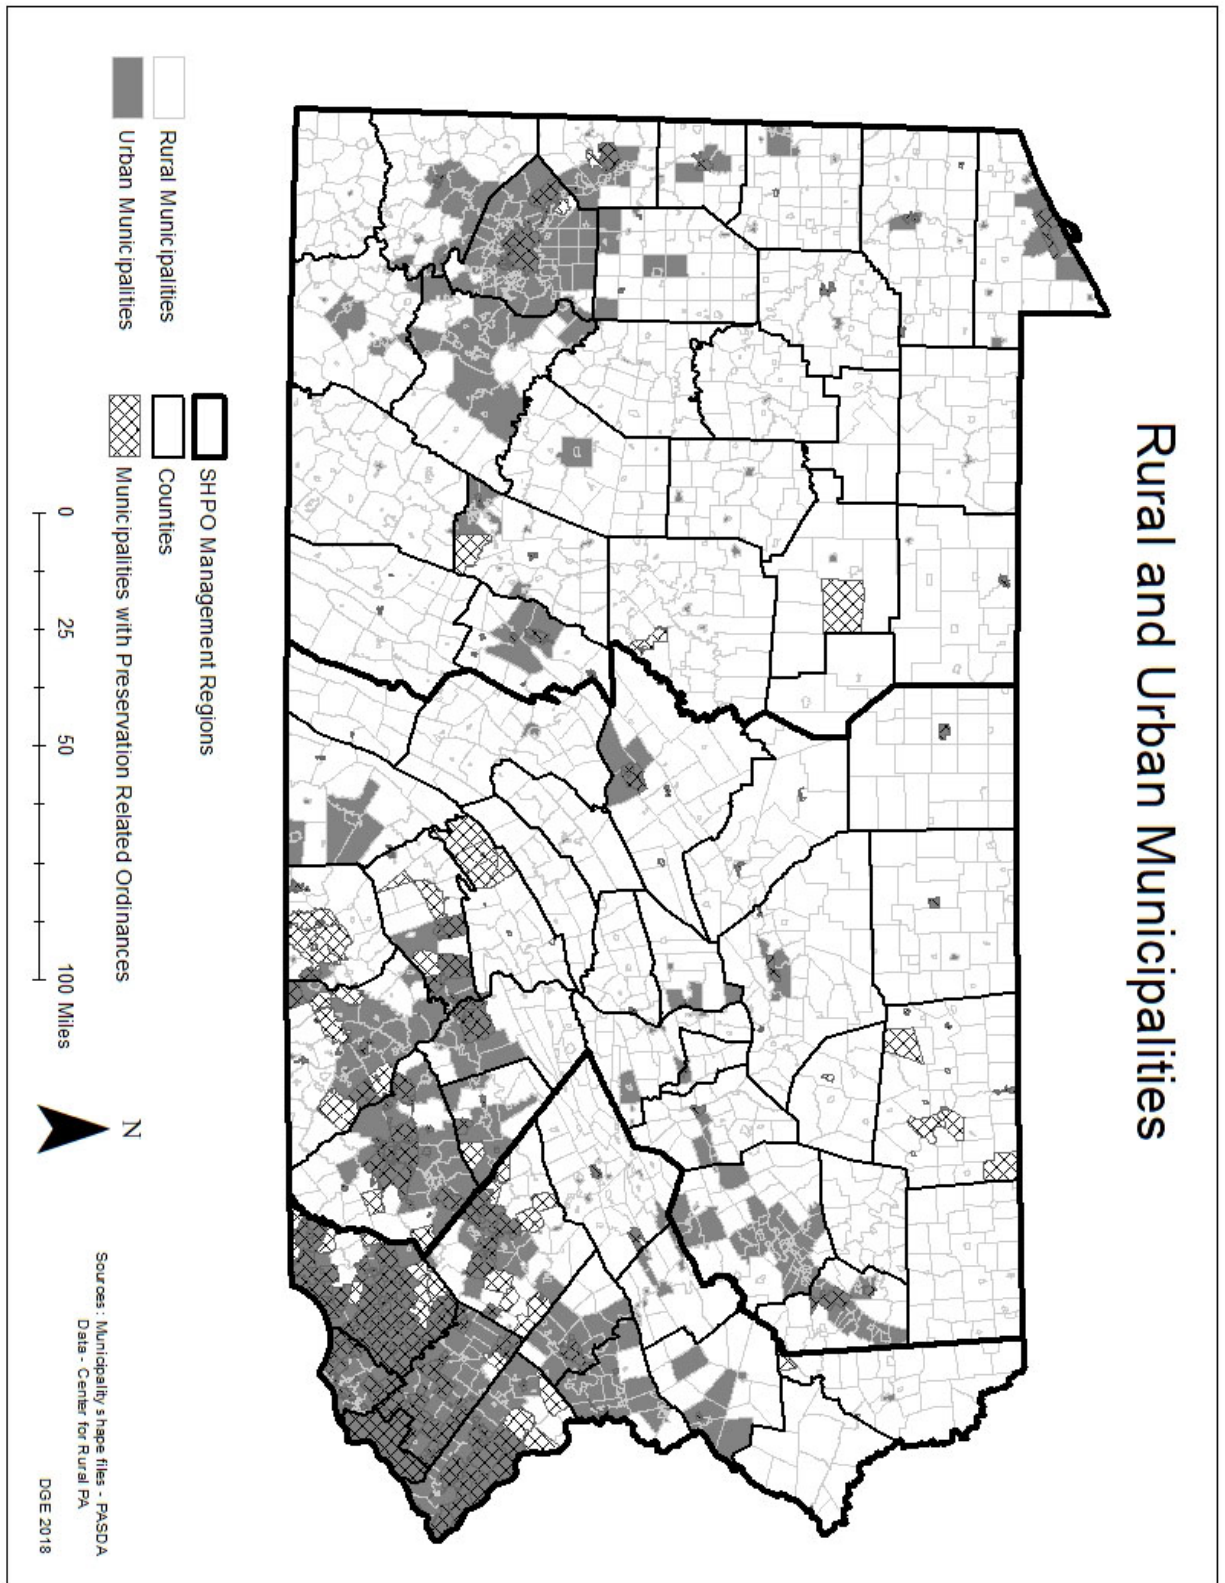 Rural and Urban Municipalities
Rural Municipalities
Urban Municipalities
SHPO Management Regions
Counties
Municipalities with Preservation Related Ordinances
0 25 50 100 Miles
N
Sources: Municipality shape files - PASDA
Data - Center for Rural PA
DGE 2018